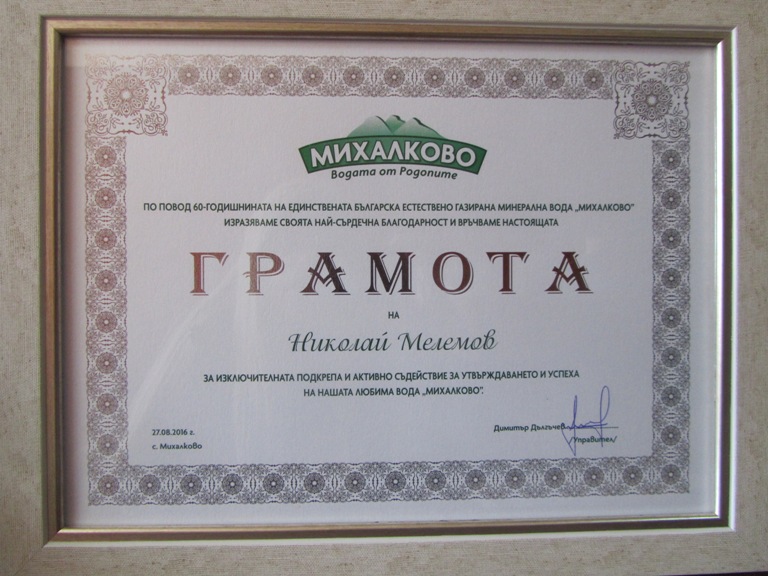 МИХАЛКОВО
Водата от Родопите
ПО ПОВОД 60-ГОДИШНИНАТА НА ЕДИНСТВЕНАТА БЪЛГАРСКА ЕСТЕСТВЕНО ГАЗИРАНА МИНЕРАЛНА ВОДА „МИХАЛКОВО"
ИЗРАЗЯВАМЕ СВОЯТА НАЙ-СЪРДЕЧНА БЛАГОДАРНОСТ И ВРЪЧВАМЕ НАСТОЯЩАТА
ГРАМОТА
НА
Николай Мелемов
ЗА ИЗКЛЮЧИТЕЛНАТА ПОДКРЕПА И АКТИВНО СЪДЕЙСТВИЕ ЗА УТВЪРЖДАВАНЕТО И УСПЕХА
НА НАШАТА ЛЮБИМА ВОДА „МИХАЛКОВО".
27.08.2016 г.
с. Михалково
Димитър Дългъчев
/Управител/